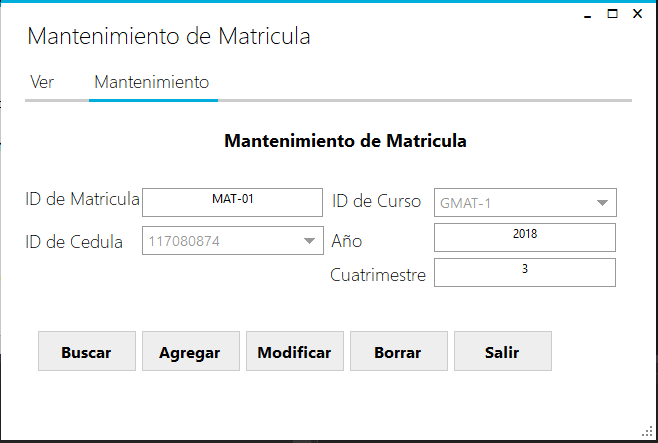 Mantenimiento de Matricula
Ver Mantenimiento
Mantenimiento de Matricula
ID de Matricula MAT-01 ID de Curso GMAT-1
ID de Cedula 117080874 Año 2018
Cuatrimestre 3
Buscar Agregar Modificar Borrar Salir